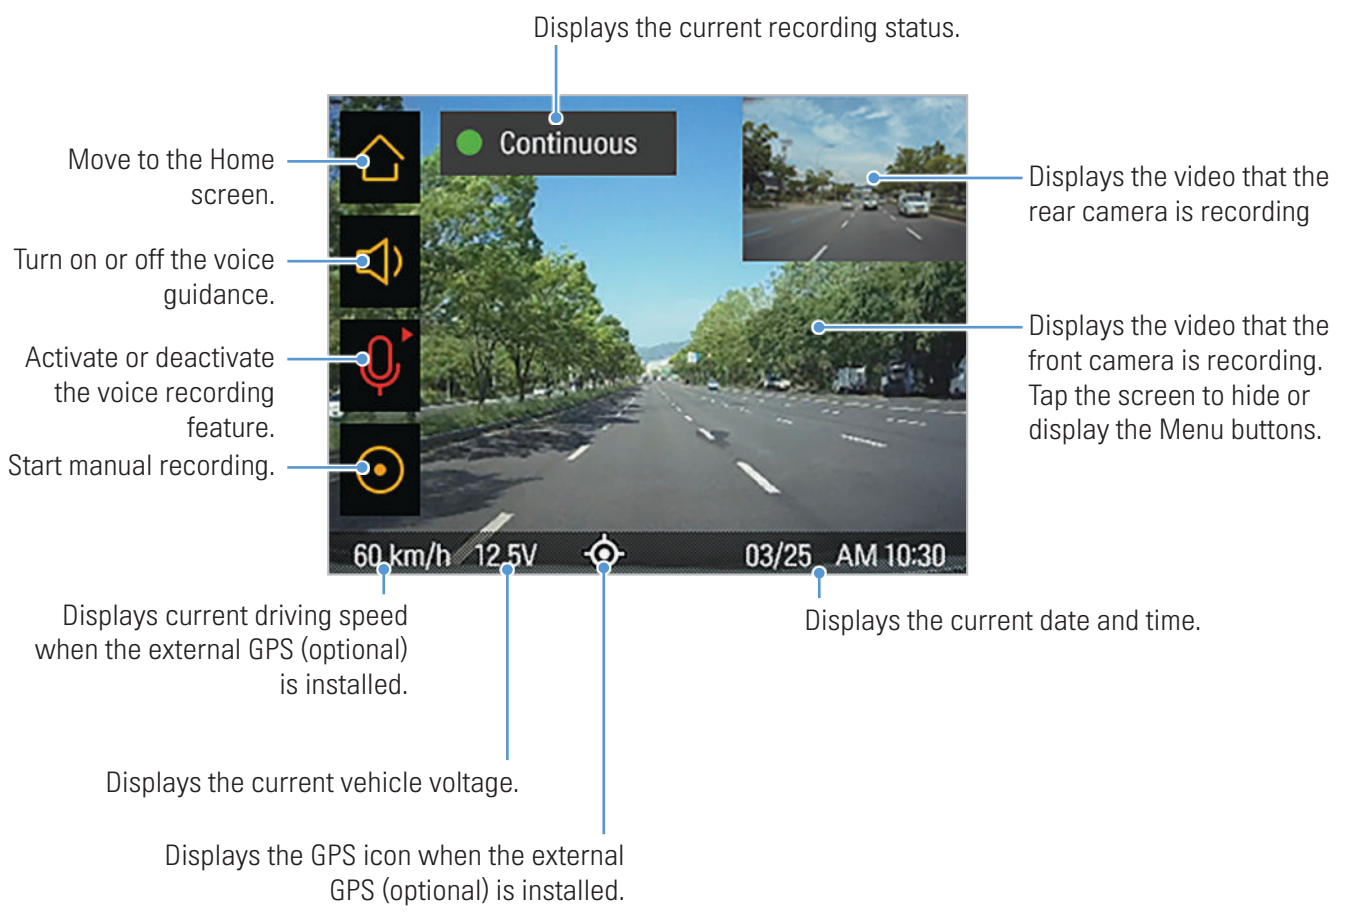 Displays the current recording status.
Continuous
Move to the Home
screen.
Turn on or off the voice
guidance.
Activate or deactivate
the voice recording
feature.
Start manual recording.
Displays the video that the
rear camera is recording
Displays the video that the
front camera is recording.
Tap the screen to hide or
display the Menu buttons.
60 km/h 12.5V 03/25 AM 10:30
Displays current driving speed
when the external GPS (optional)
is installed.
Displays the current date and time.
Displays the current vehicle voltage.
Displays the GPS icon when the external
GPS (optional) is installed.